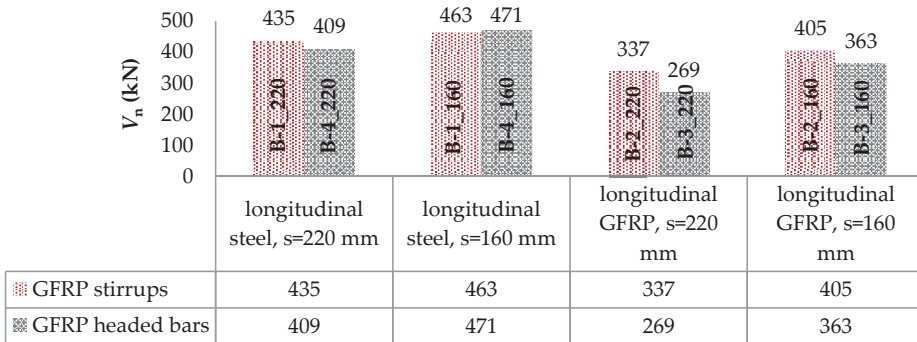 500
400
300
200
100
0
Vn (kN)
435
409
463
471
337
269
405
363
B-1_220
B-4_220
B-1_160
B-4_160
B-2_220
B-3_220
B-2_160
B-3_160
longitudinal
steel, s=220 mm
longitudinal
steel, s=160 mm
longitudinal
GFRP, s=220
mm
longitudinal
GFRP, s=160
mm
GFRP stirrups 435 463 337 405
GFRP headed bars 409 471 269 363